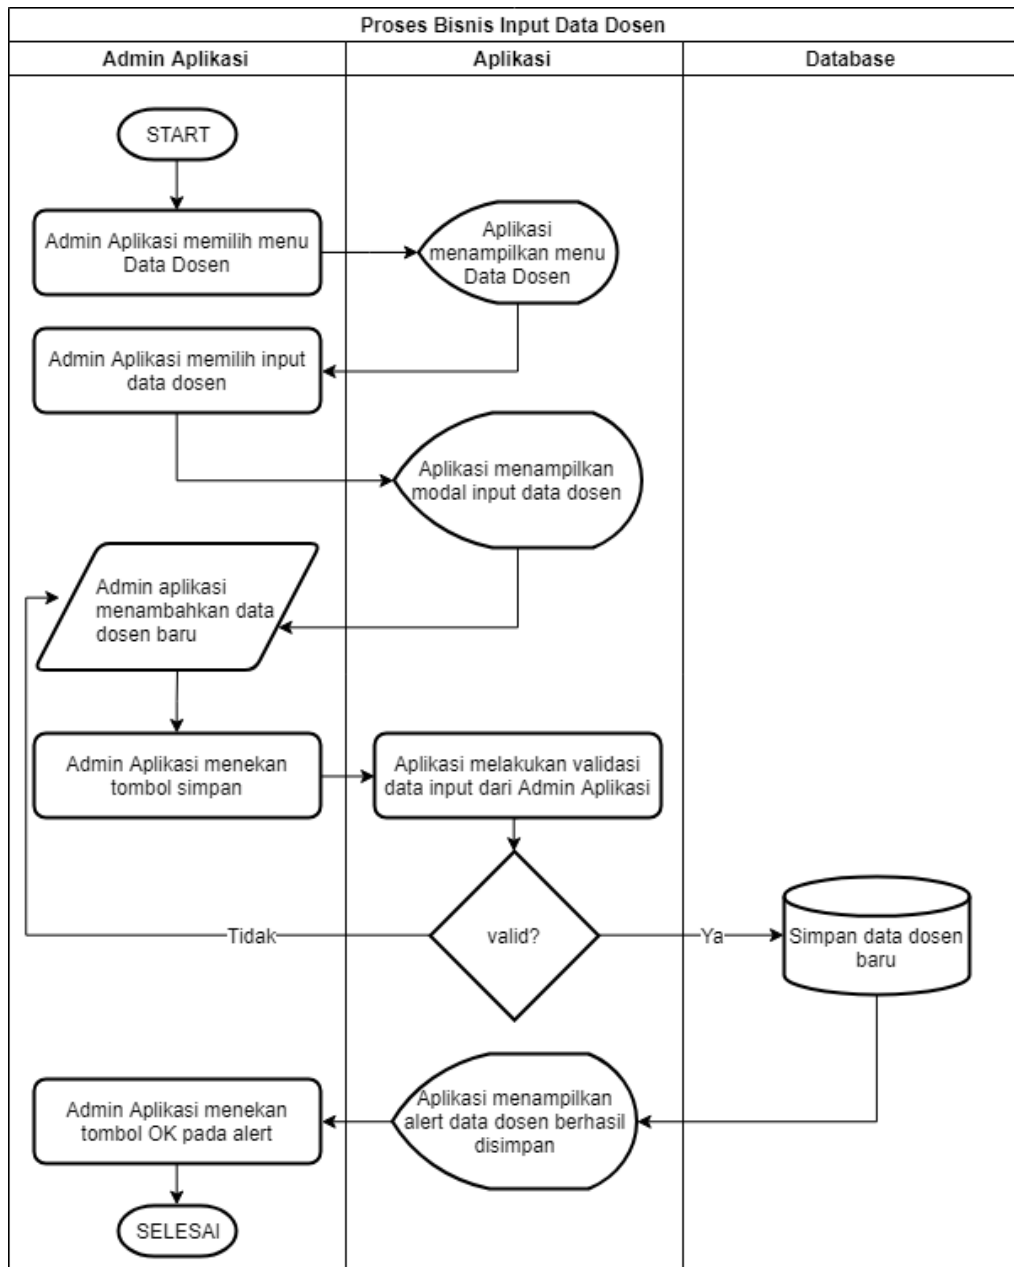 Proses Bisnis Input Data Dosen
Admin Aplikasi
Aplikasi
Database
START
Admin Aplikasi memilih menu
Data Dosen
Aplikasi
menampilkan menu
Data Dosen
Admin Aplikasi memilih input
data dosen
Aplikasi menampilkan
modal input data dosen
Admin aplikasi
menambahkan data
dosen baru
Admin Aplikasi menekan
tombol simpan
Aplikasi melakukan validasi
data input dari Admin Aplikasi
valid?
Tidak
Ya
Simpan data dosen
baru
Aplikasi menampilkan
alert data dosen berhasil
disimpan
Admin Aplikasi menekan
tombol OK pada alert
SELESAI